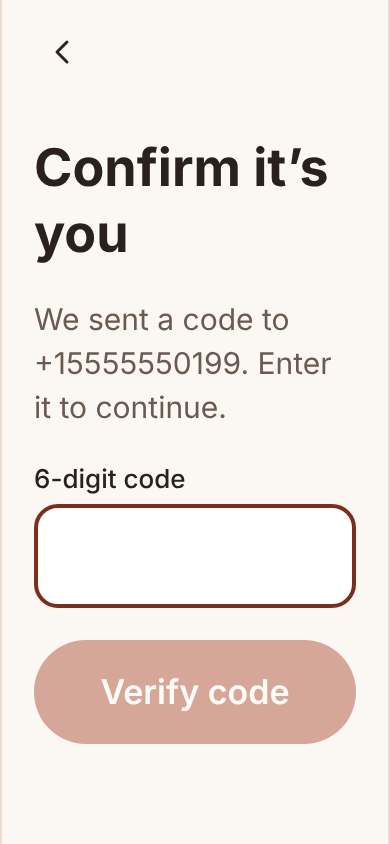 Confirm it’s
you
We sent a code to
+15555550199. Enter
it to continue.
6-digit code
Verify code